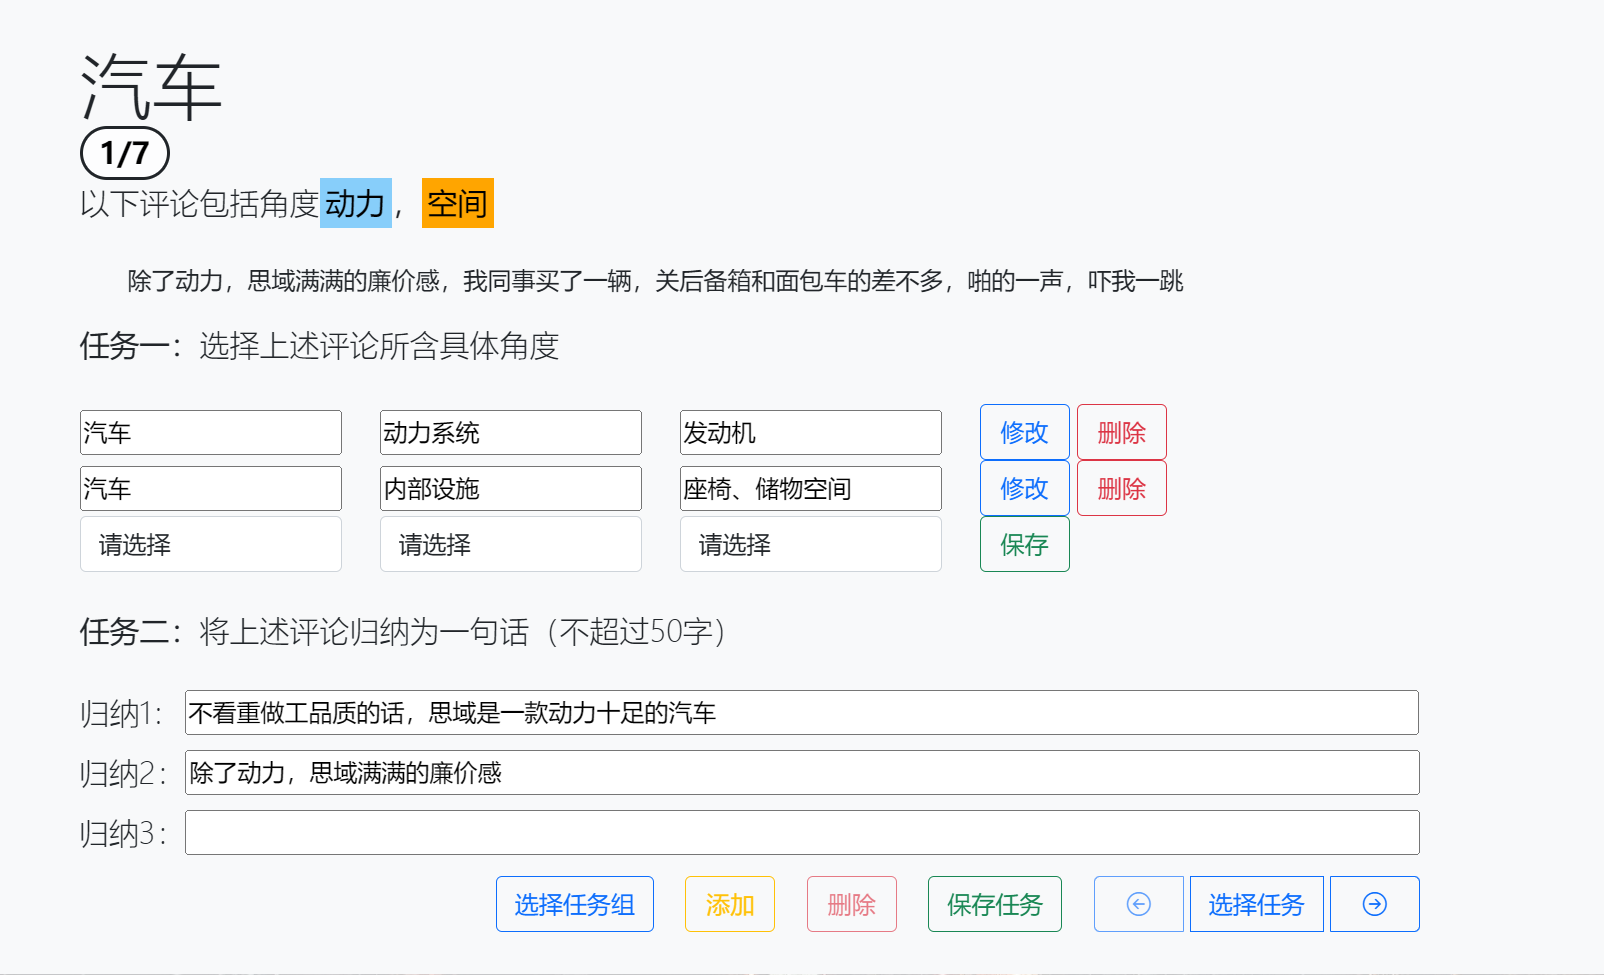 汽车
1/7
以下评论包括角度动力，空间
除了动力，思域满满的廉价感，我同事买了一辆，关后备箱和面包车的差不多，啪的一声，吓我一跳
任务一：选择上述评论所含具体角度
汽车 动力系统 发动机 修改 删除
汽车 内部设施 座椅、储物空间 修改 删除
请选择 请选择 请选择 保存
任务二：将上述评论归纳为一句话（不超过50字）
归纳1： 不看重做工品质的话，思域是一款动力十足的汽车
归纳2： 除了动力，思域满满的廉价感
归纳3：
选择任务组 添加 删除 保存任务 选择任务